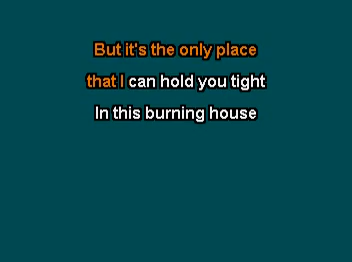 But it's the only place
that I can hold you tight
In this burning house